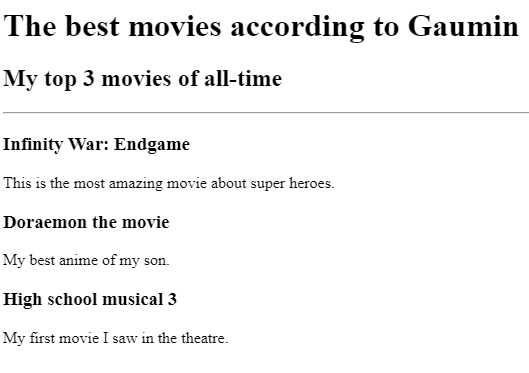 The best movies according to Gaumin
My top 3 movies of all-time
Infinity War: Endgame
This is the most amazing movie about super heroes.
Doraemon the movie
My best anime of my son.
High school musical 3
My first movie I saw in the theatre.